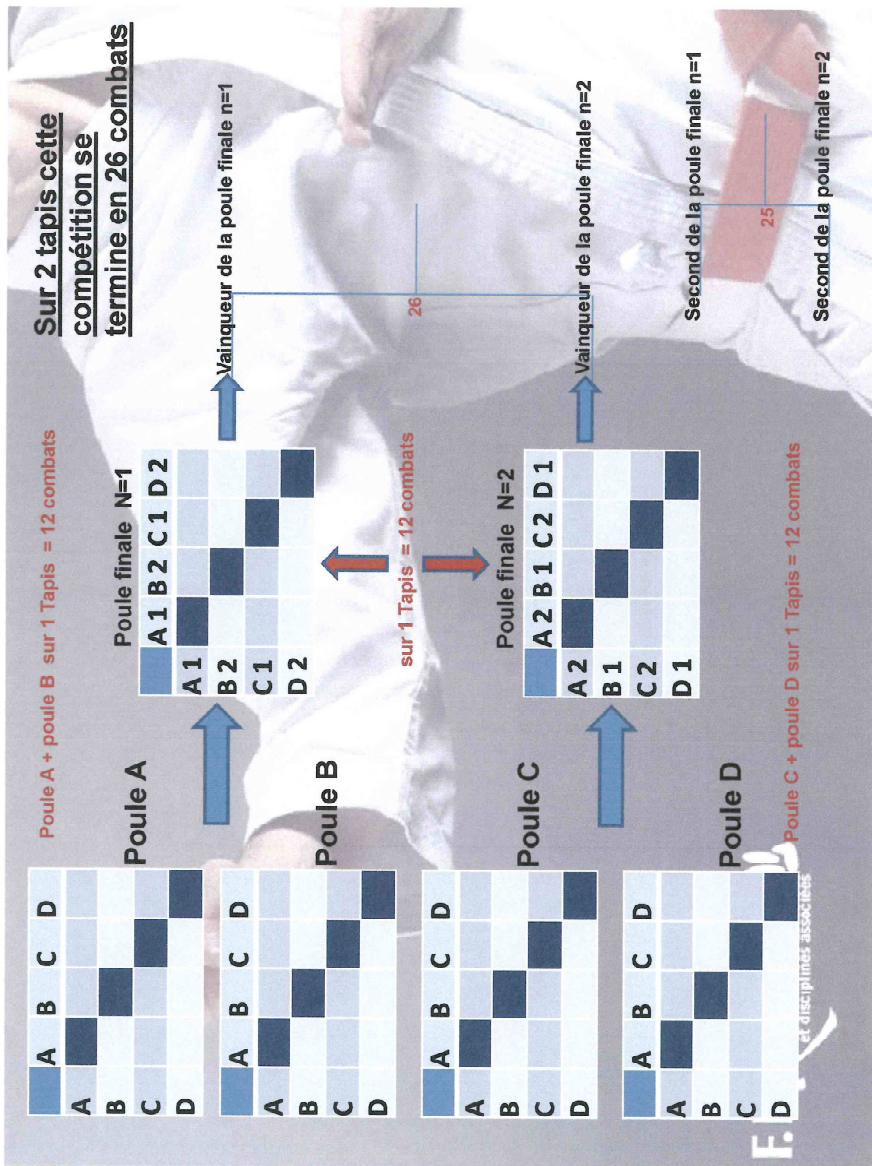 Sur 2 tapis cette
compétition se
termine en 26 combats
Poule A + poule B sur 1 Tapis = 12 combats
A B C D
A
B
C
D
Poule A
A B C D
A
B
C
D
Poule B
A B C D
A
B
C
D
Poule C
A B C D
A
B
C
D
Poule D
Poule C + poule D sur 1 Tapis = 12 combats
Poule finale N=1
A 1 B 2 C 1 D 2
A 1
B 2
C 1
D 2
sur 1 Tapis = 12 combats
Poule finale N=2
A 2 B 1 C 2 D 1
A 2
B 1
C 2
D 1
Vainqueur de la poule finale n=1
26
Vainqueur de la poule finale n=2
Second de la poule finale n=1
25
Second de la poule finale n=2
et disciplines associées